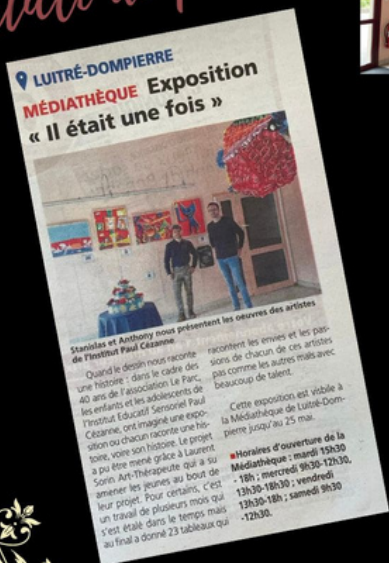 LUITRÉ-DOMPIERRE
MÉDIATHÈQUE Exposition
« Il était une fois »
Stanislas et Anthony nous présentent les oeuvres des artistes
de l'Institut Paul Cézanne
Quand le dessin nous raconte
une histoire : dans le cadre des
40 ans de l'association Le Parc,
les enfants et les adolescents de
l'Institut Educatif Sensoriel Paul
Cézanne, ont imaginé une expo-
sition ou chacun raconte une his-
toire, voire son histoire. Le projet
a pu être mené grâce à Laurent
Sorin Art-Thérapeute qui a su
amener les jeunes au bout de
leur projet. Pour certains, c'est
un travail de plusieurs mois qui
s'est étalé dans le temps mais
au final a donné 23 tableaux qui
racontent les envies et les pas-
sions de chacun de ces artistes
pas comme les autres mais avec
beaucoup de talent.
Cette exposition est visible à
la Médiathèque de Luitré-Dom-
pierre jusqu'au 25 mai.
Horaires d'ouverture de la
Médiathèque : mardi 15h30
- 18h ; mercredi 9h30-12h30,
13h30-18h30 ; vendredi
13h30-18h ; samedi 9h30
-12h30.